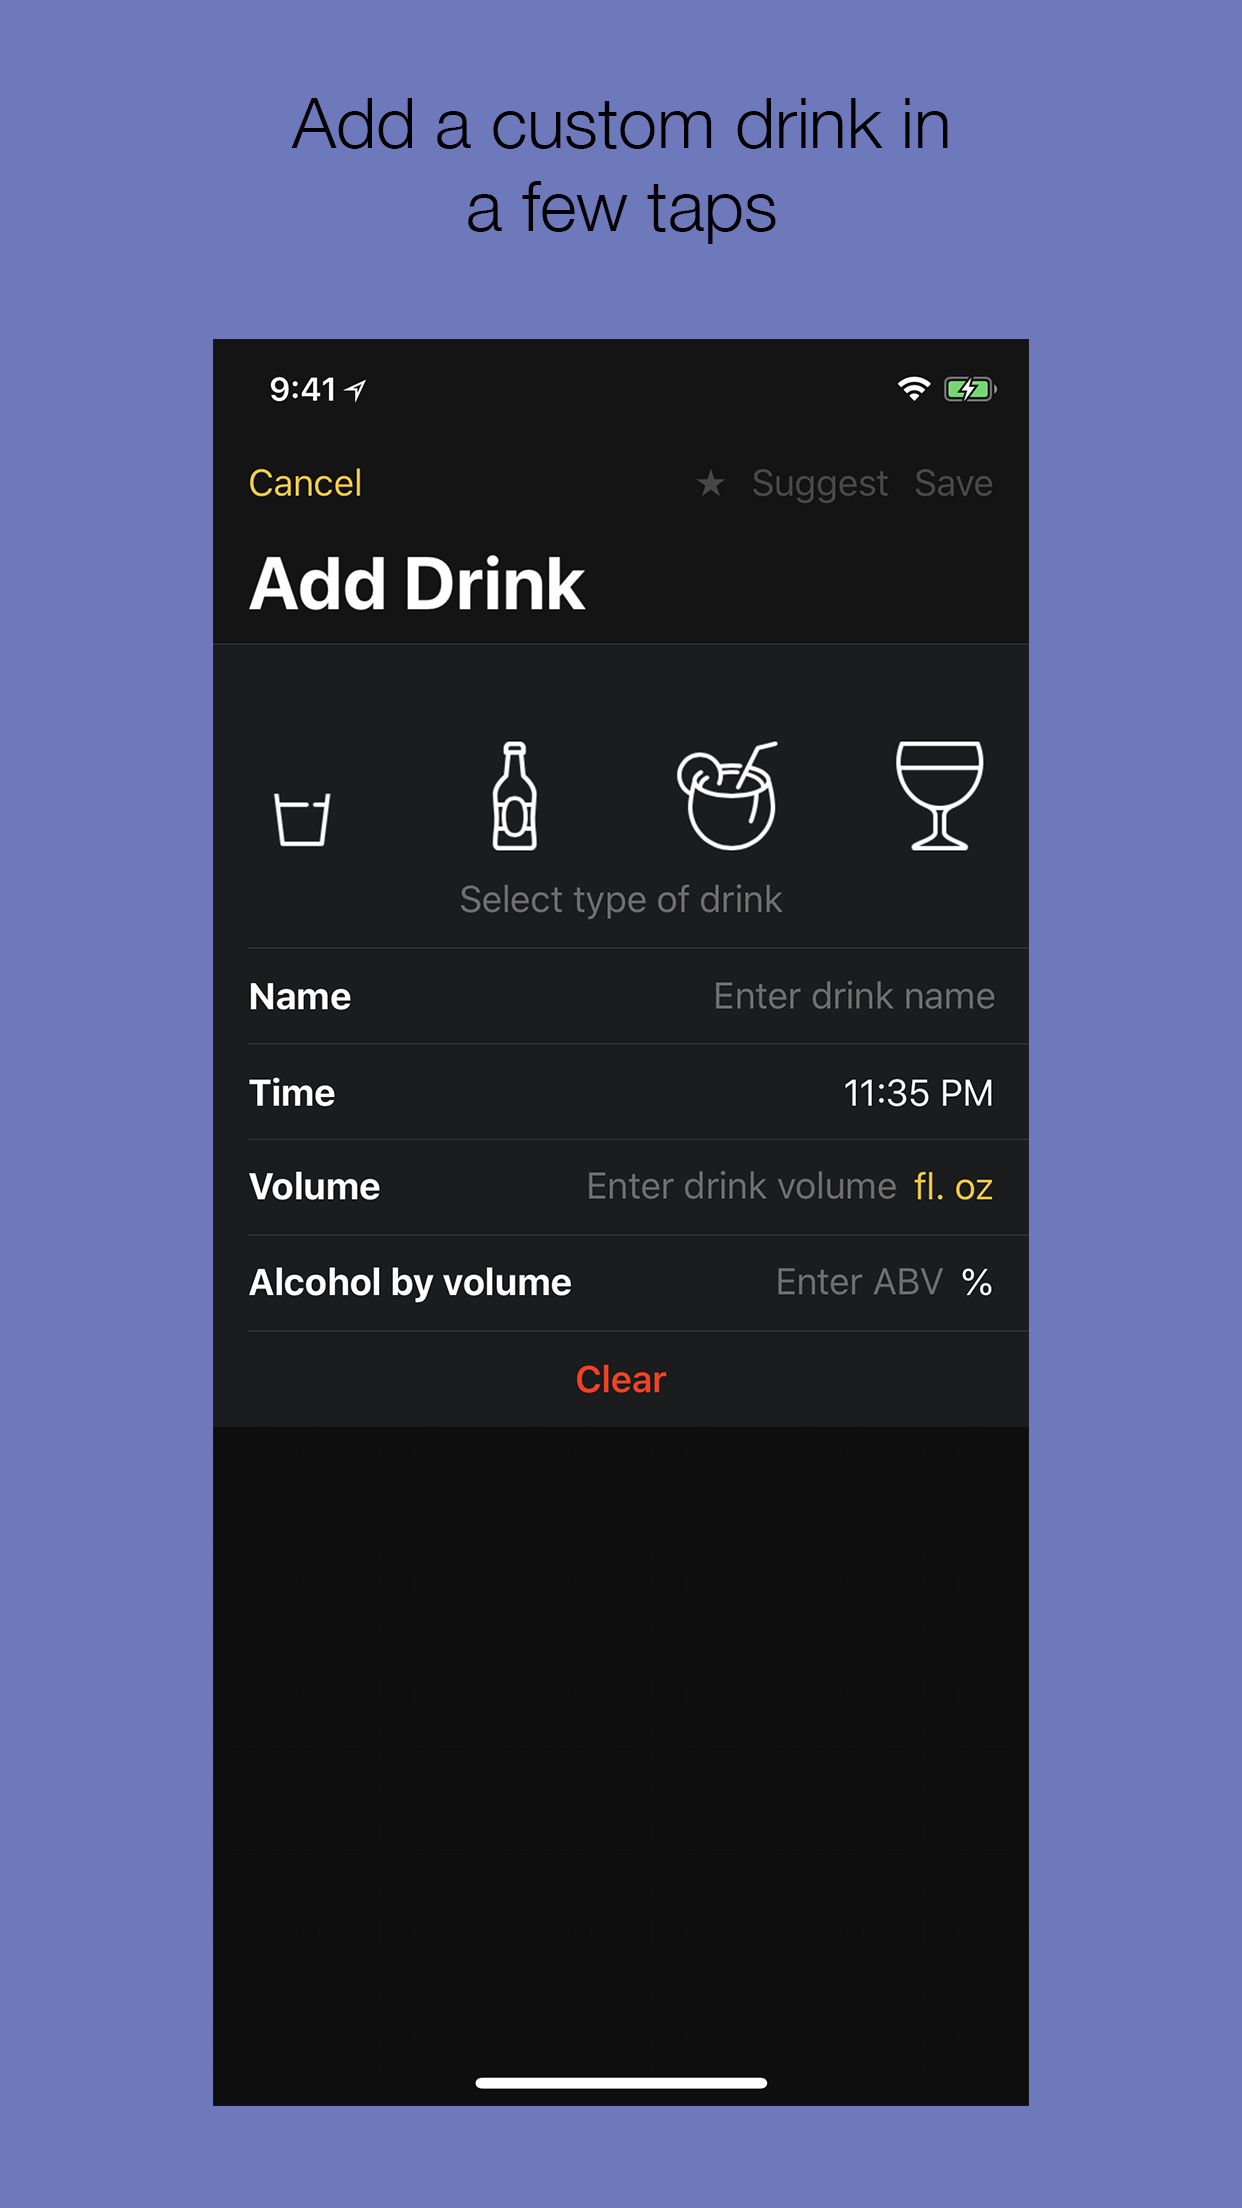 Add a custom drink in
a few taps
9:41
Cancel ★ Suggest Save
Add Drink
Select type of drink
Name Enter drink name
Time 11:35 PM
Volume Enter drink volume fl. oz
Alcohol by volume Enter ABV %
Clear